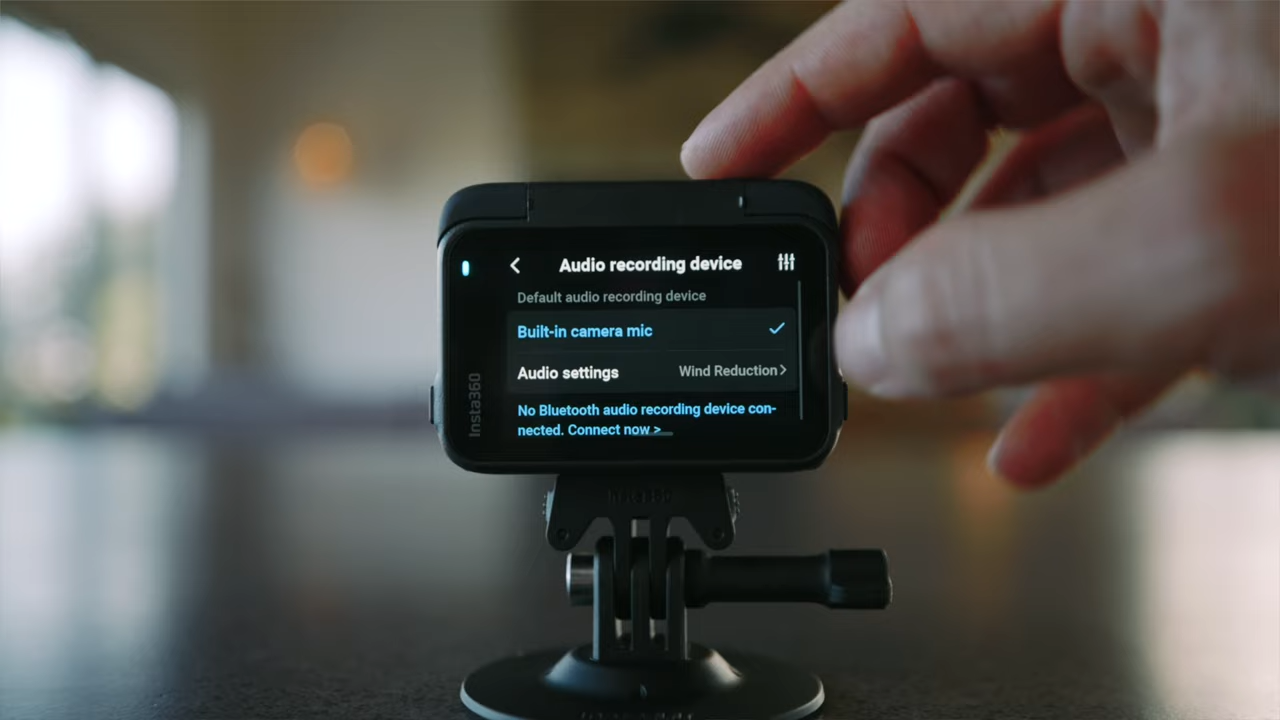 Audio recording device
Default audio recording device
Built-in camera mic
Audio settings
Wind Reduction>
No Bluetooth audio recording device con-
nected. Connect now >
Insta360
Insta360